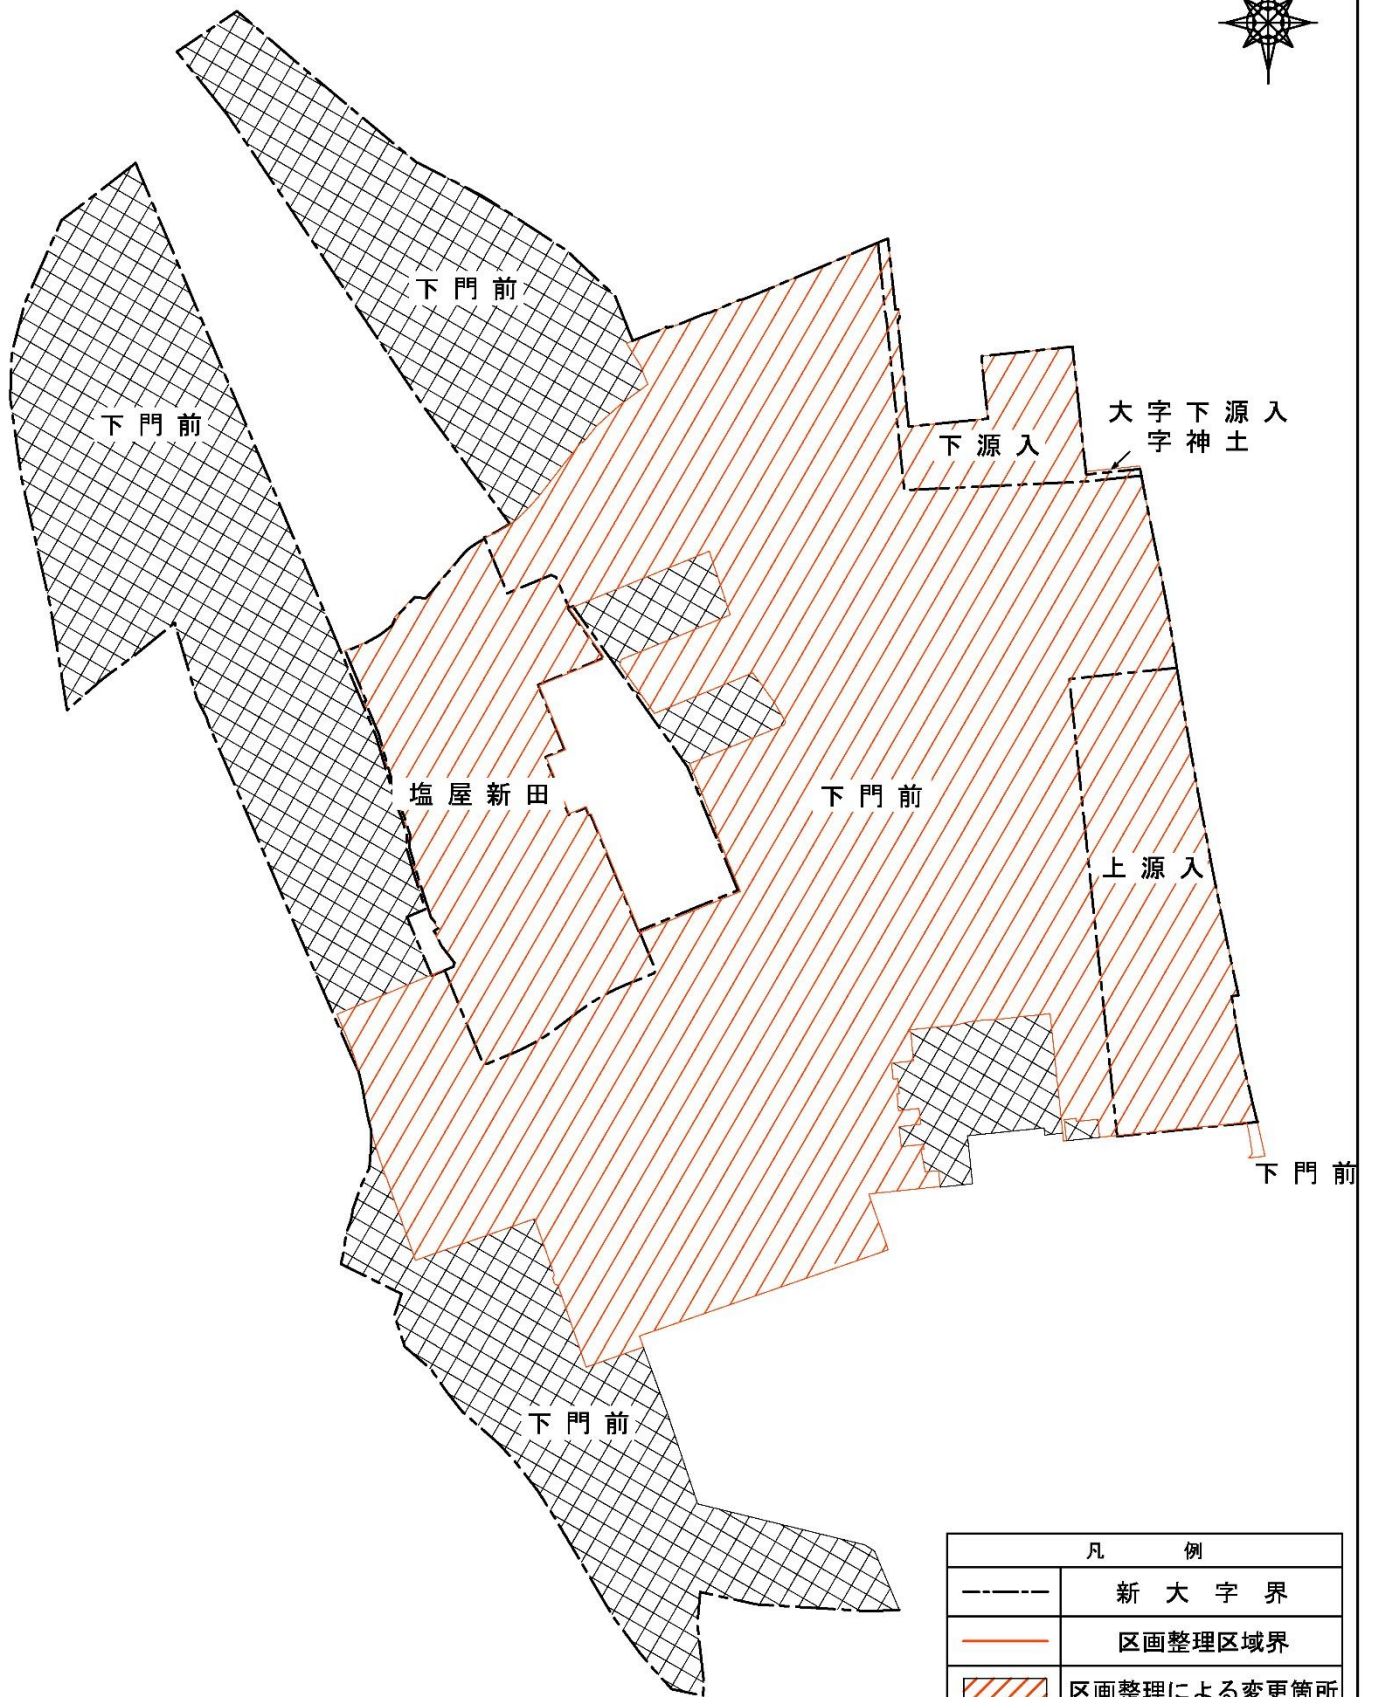 下門前
下門前
大字下源入
字神土
下源入
塩屋新田
下門前
上源入
下門前
下門前
凡 例
新大字界
区画整理区域界
区画整理による変更箇所